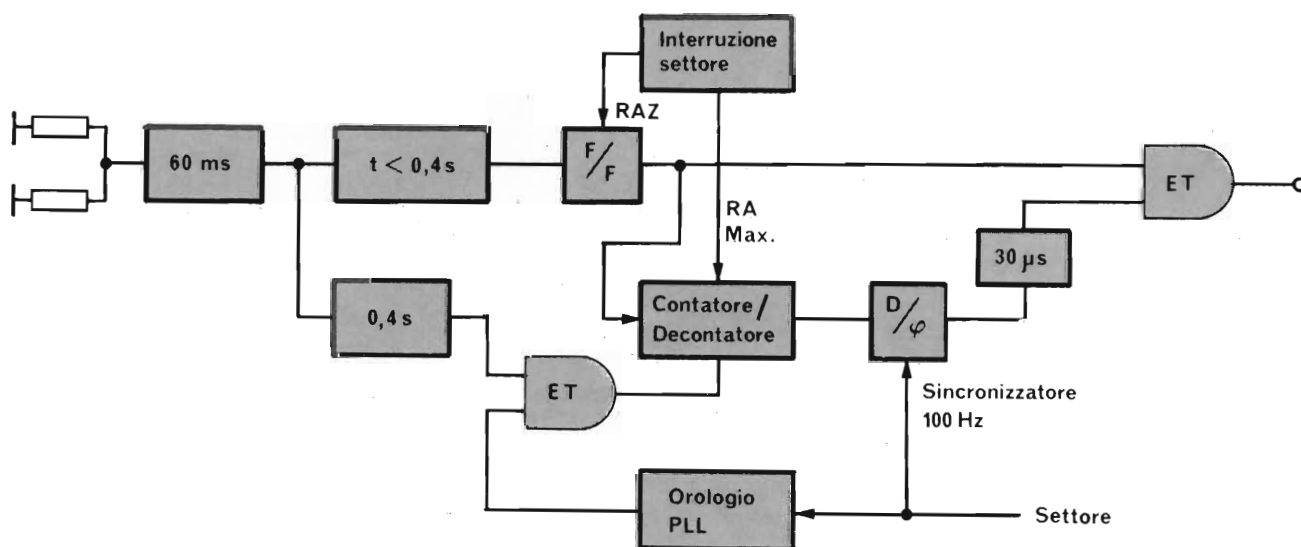 Interruzione
settore
RAZ
60 ms
t < 0,4 s
F/F
ET
RA
Max.
30 µs
0,4 s
Contatore /
Decontatore
D/φ
ET
Sincronizzatore
100 Hz
Orologio
PLL
Settore